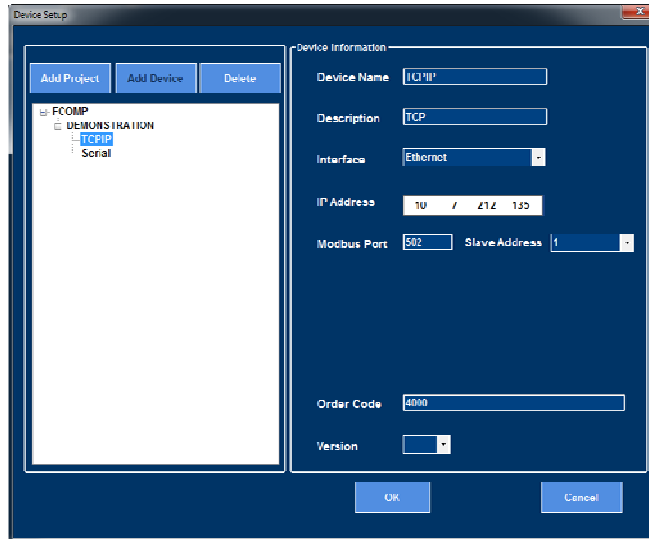 Device Setup
Add Project Add Device Delete
FCOMP
DEMONSTRATION
TCPIP
Serial
Device Information
Device Name TCPIP
Description TCP
Interface Ethernet
IP Address 10 7 212 135
Modbus Port 502 Slave Address 1
Order Code 4000
Version
OK Cancel